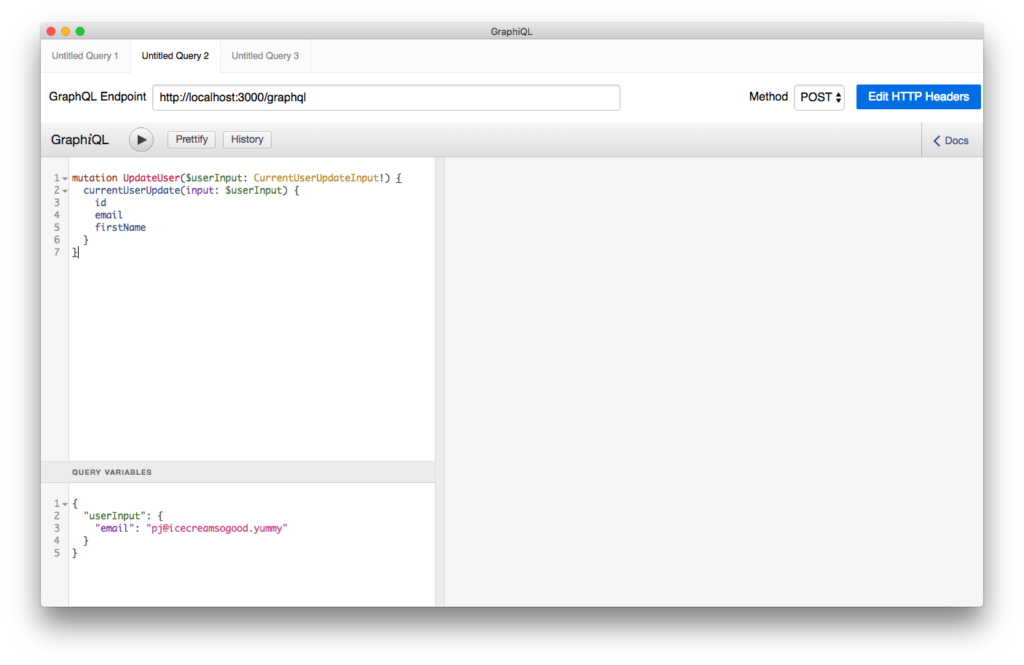 GraphiQL
Untitled Query 1 Untitled Query 2 Untitled Query 3
GraphQL Endpoint http://localhost:3000/graphql Method POST Edit HTTP Headers
GraphiQL Prettify History Docs
1 mutation UpdateUser($userInput: CurrentUserUpdateInput!) {
2   currentUserUpdate(input: $userInput) {
3     id
4     email
5     firstName
6   }
7 }
QUERY VARIABLES
1 {
2   "userInput": {
3     "email": "pj@icecreamsogood.yummy"
4   }
5 }